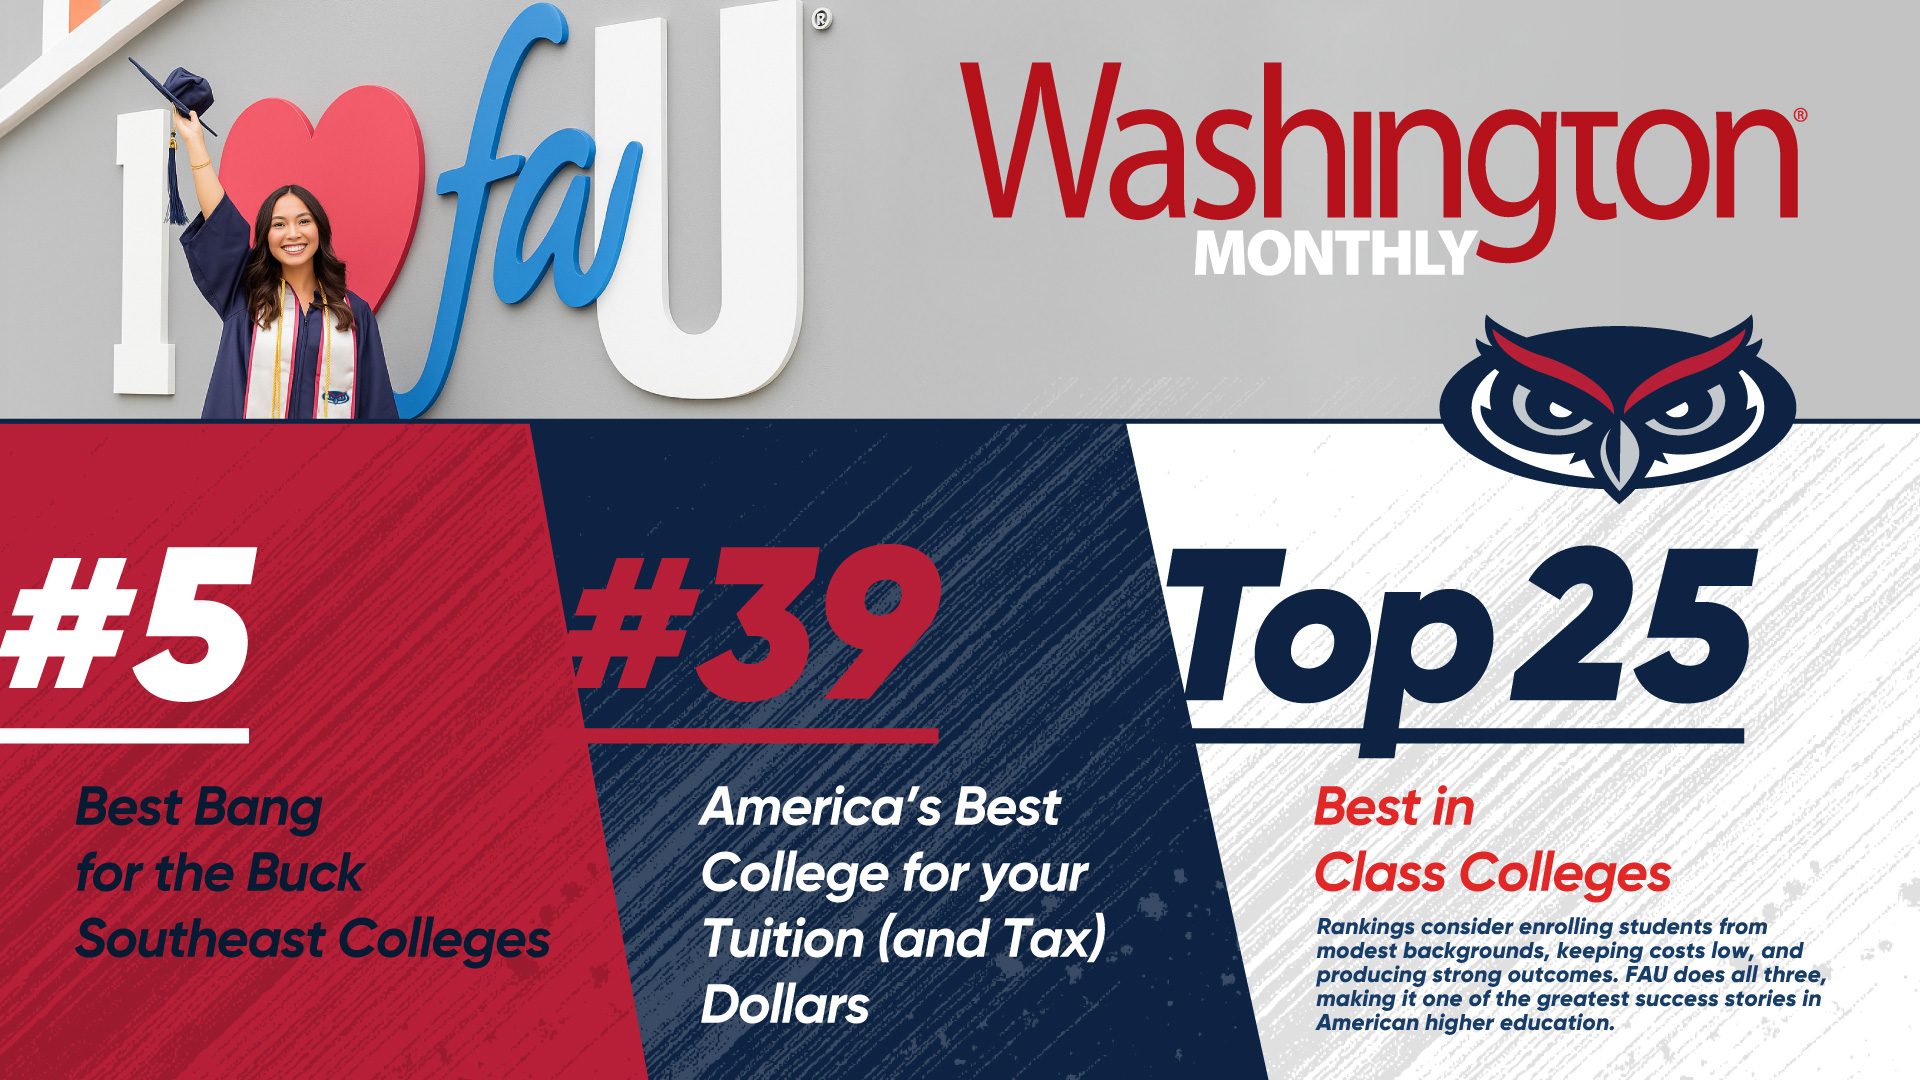 I fau U®
Washington®
MONTHLY
#5
Best Bang
for the Buck
Southeast Colleges
#39
America's Best
College for your
Tuition (and Tax)
Dollars
Top 25
Best in
Class Colleges
Rankings consider enrolling students from
modest backgrounds, keeping costs low, and
producing strong outcomes. FAU does all three,
making it one of the greatest success stories in
American higher education.